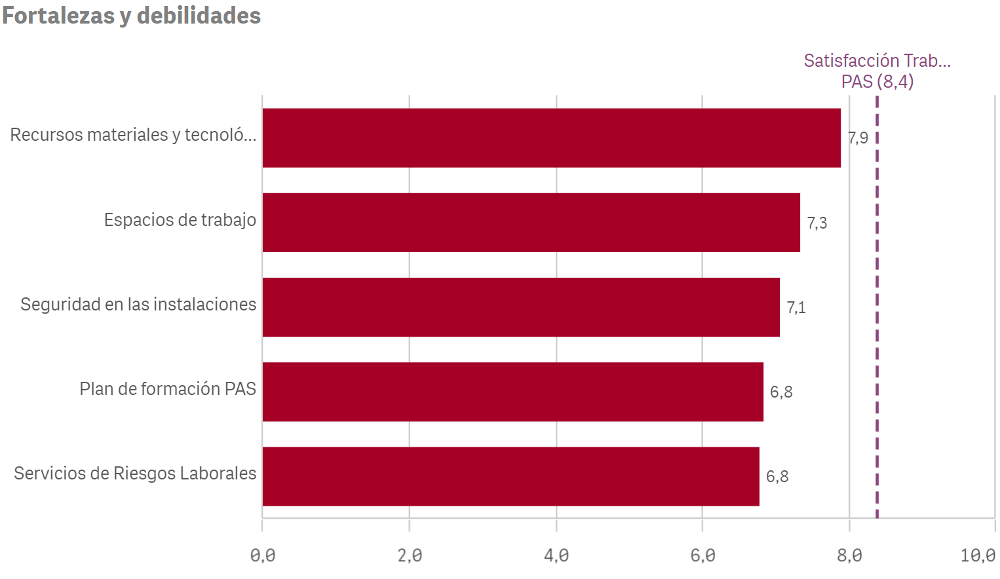 Fortalezas y debilidades
Satisfacción Trab...
PAS (8,4)
Recursos materiales y tecnoló...
7,9
Espacios de trabajo
7,3
Seguridad en las instalaciones
7,1
Plan de formación PAS
6,8
Servicios de Riesgos Laborales
6,8
0,0
2,0
4,0
6,0
8,0
10,0